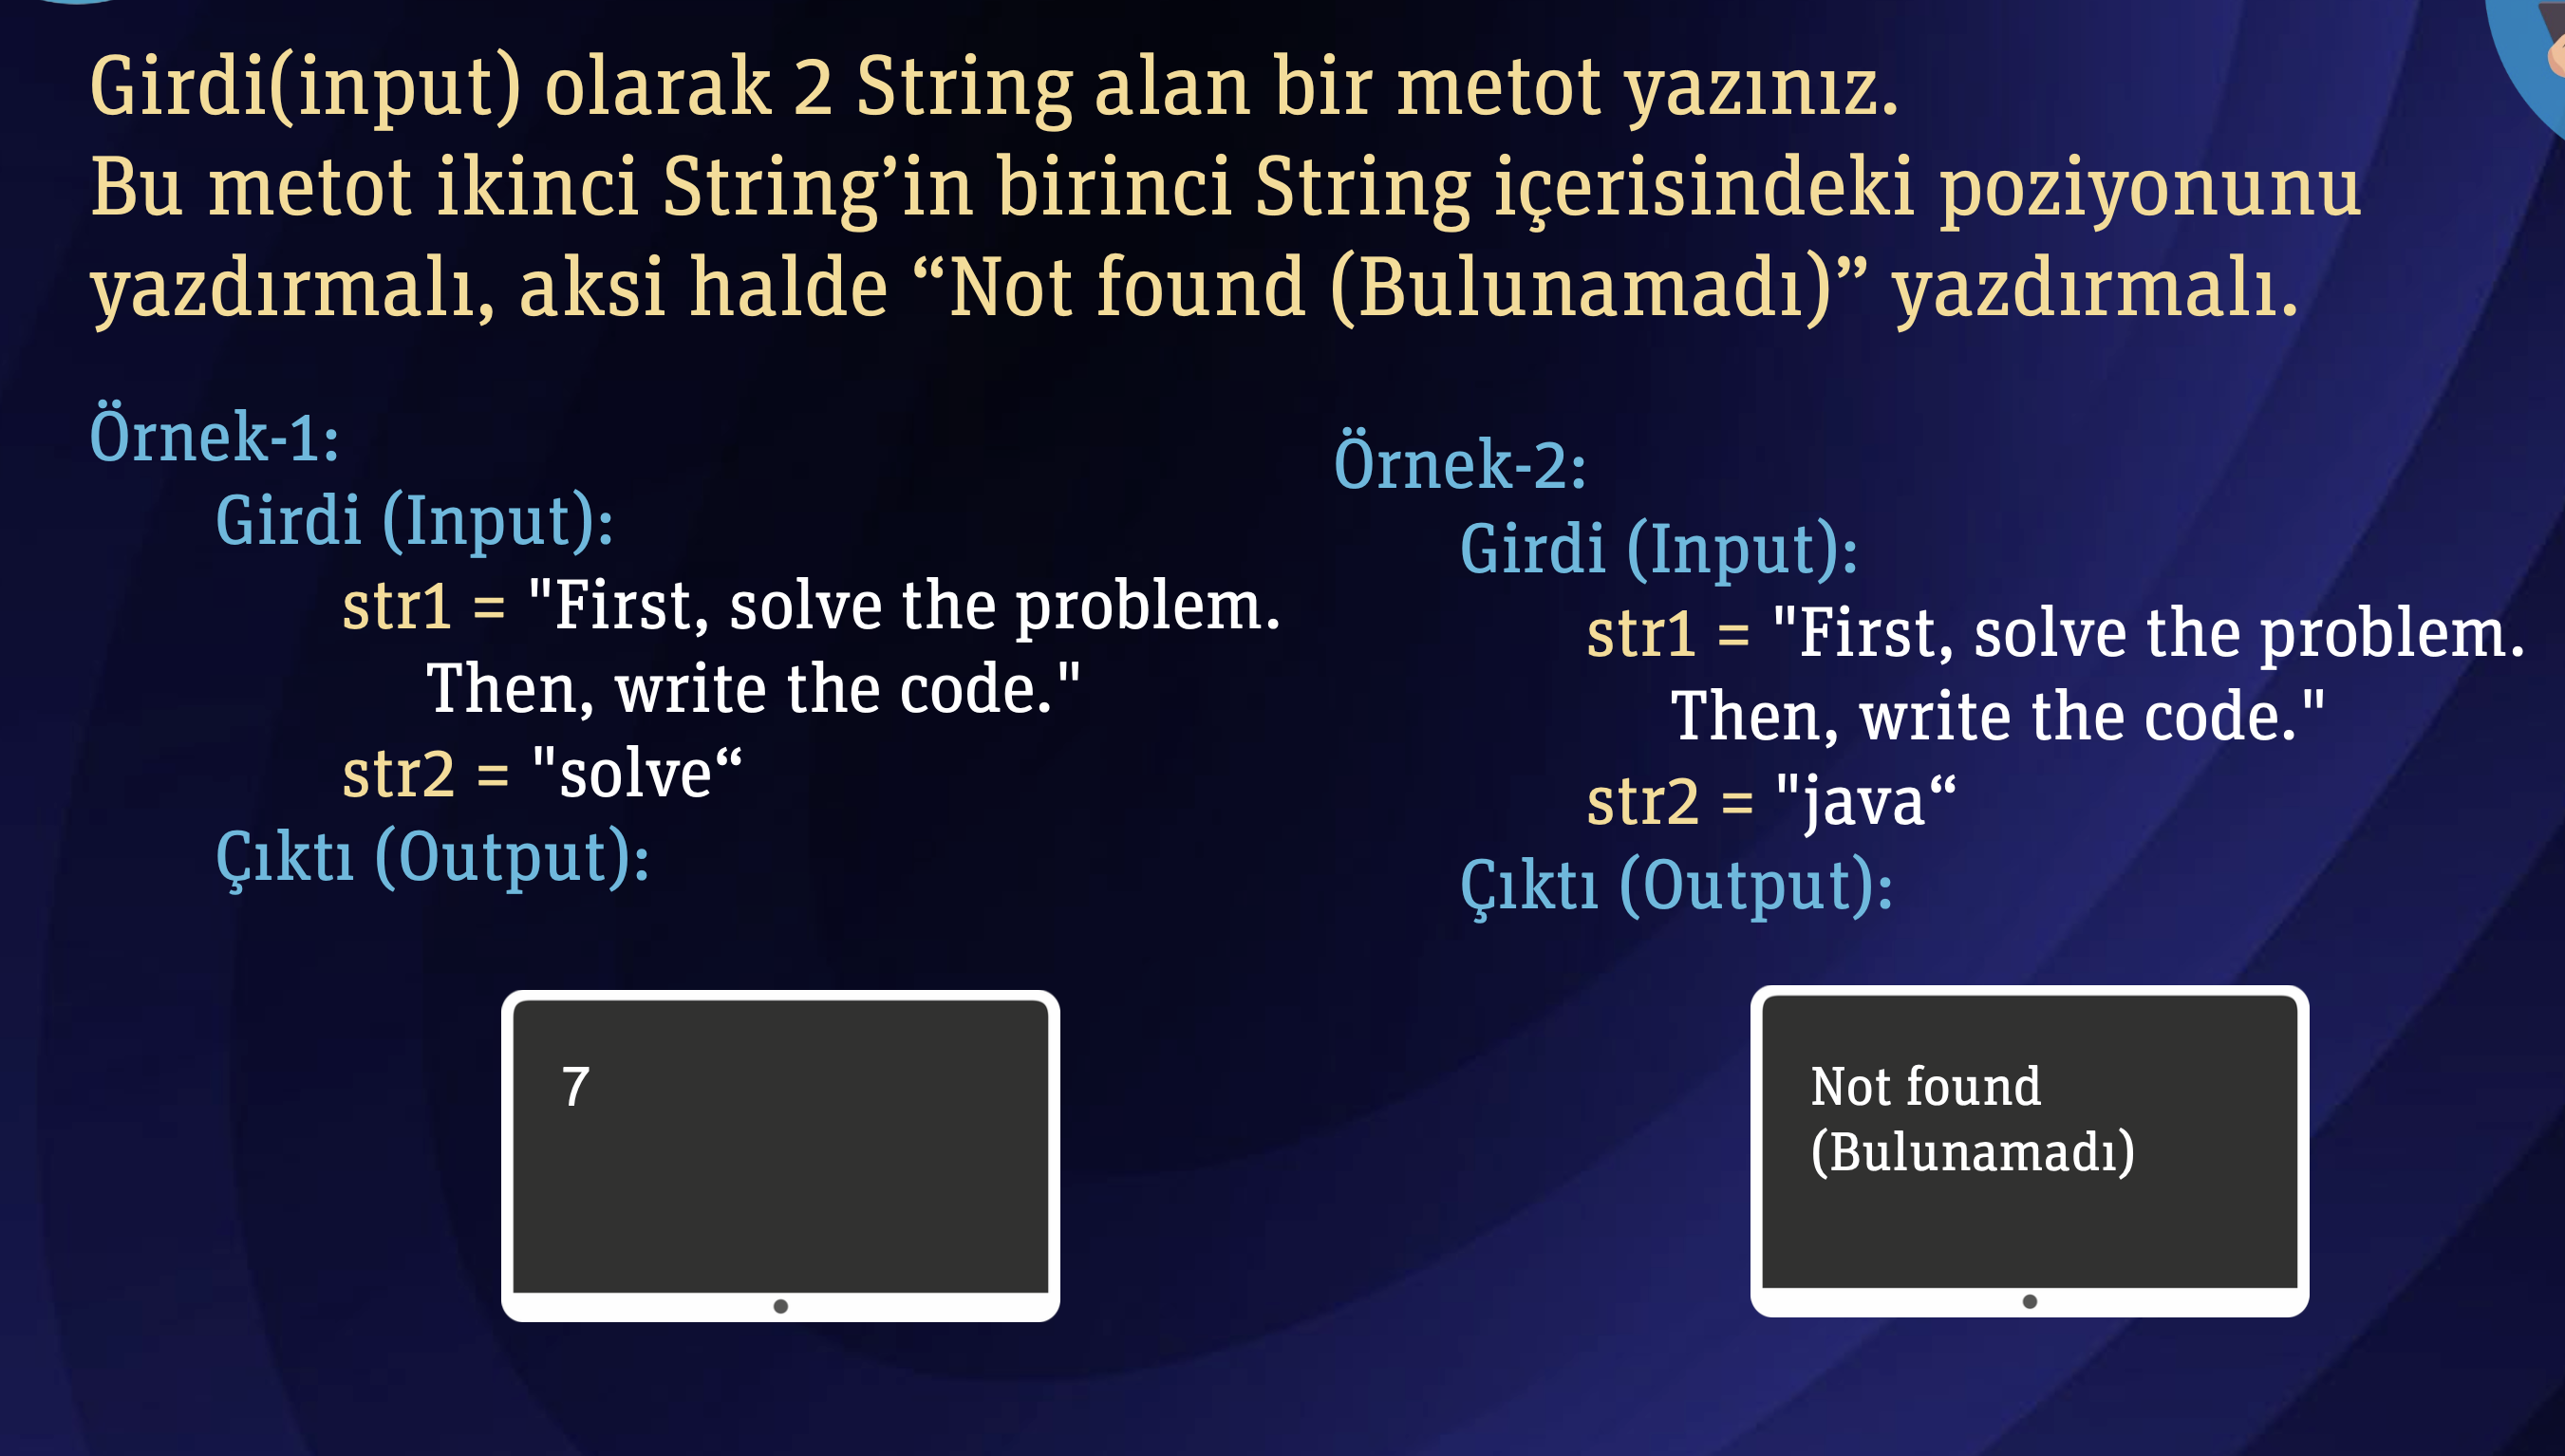 Girdi(input) olarak 2 String alan bir metot yazınız.
Bu metot ikinci String’in birinci String içerisindeki poziyonunu
yazdırmalı, aksi halde “Not found (Bulunamadı)” yazdırmalı.
Örnek-1:
Girdi (Input):
str1 = "First, solve the problem.
Then, write the code."
str2 = "solve“
Çıktı (Output):
7
Örnek-2:
Girdi (Input):
str1 = "First, solve the problem.
Then, write the code."
str2 = "java“
Çıktı (Output):
Not found
(Bulunamadı)